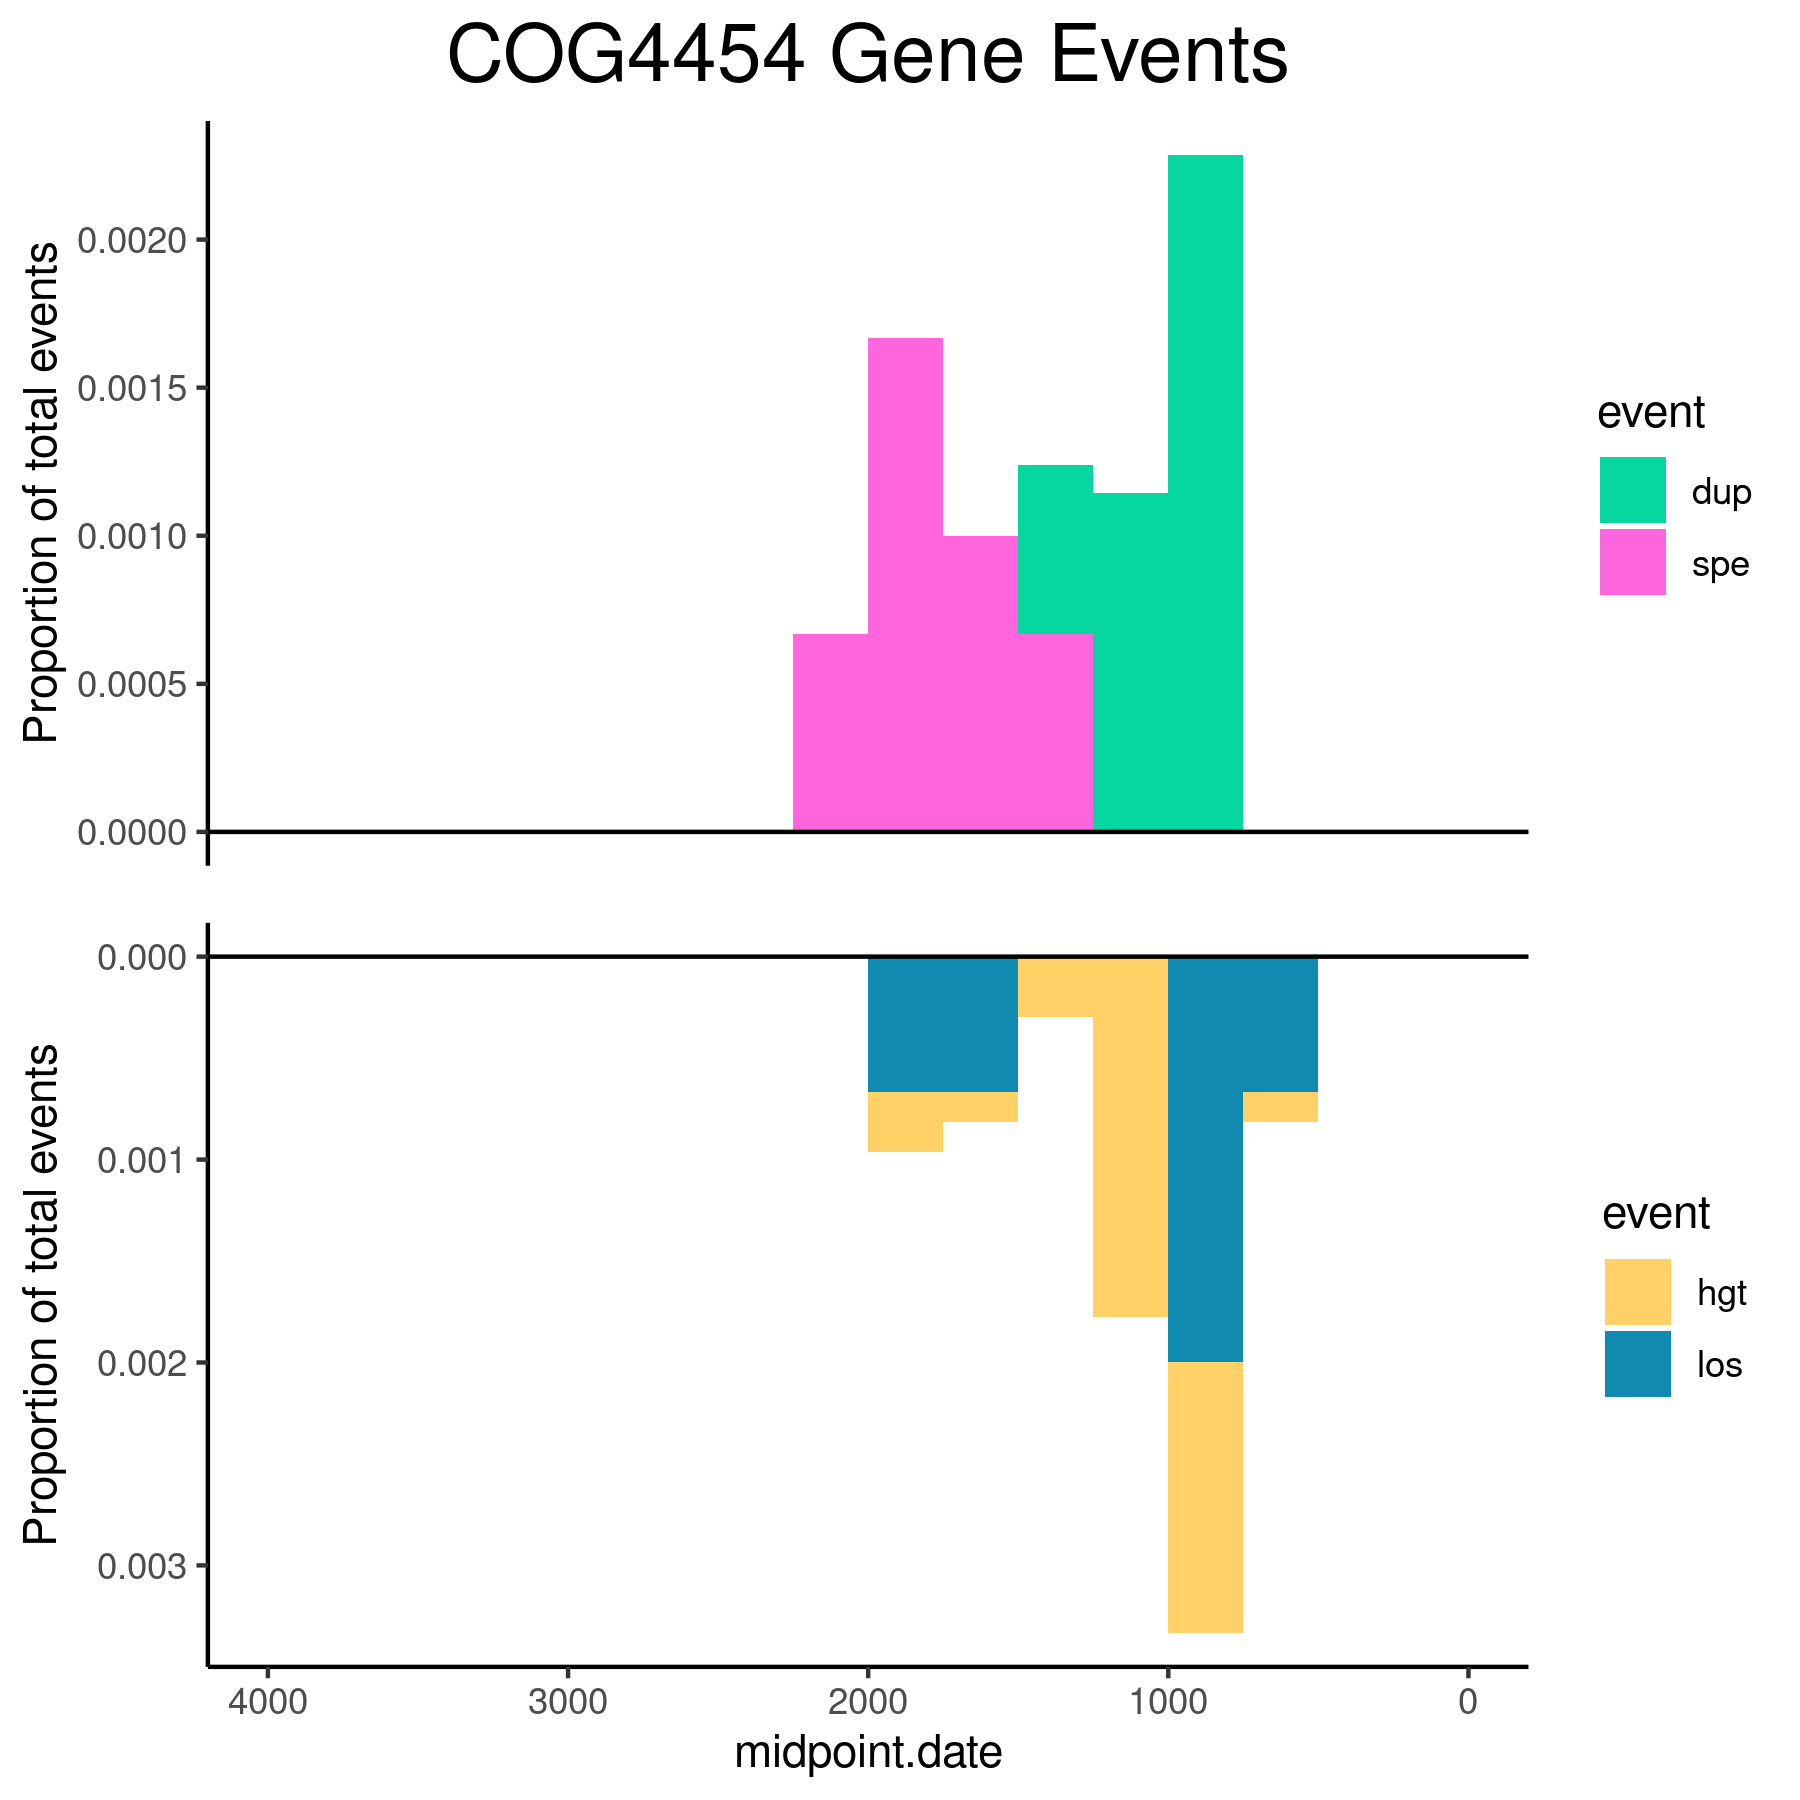 COG4454 Gene Events
Proportion of total events
0.0020
0.0015
0.0010
0.0005
0.0000
event
dup
spe
Proportion of total events
0.000
0.001
0.002
0.003
event
hgt
los
4000 3000 2000 1000 0
midpoint.date